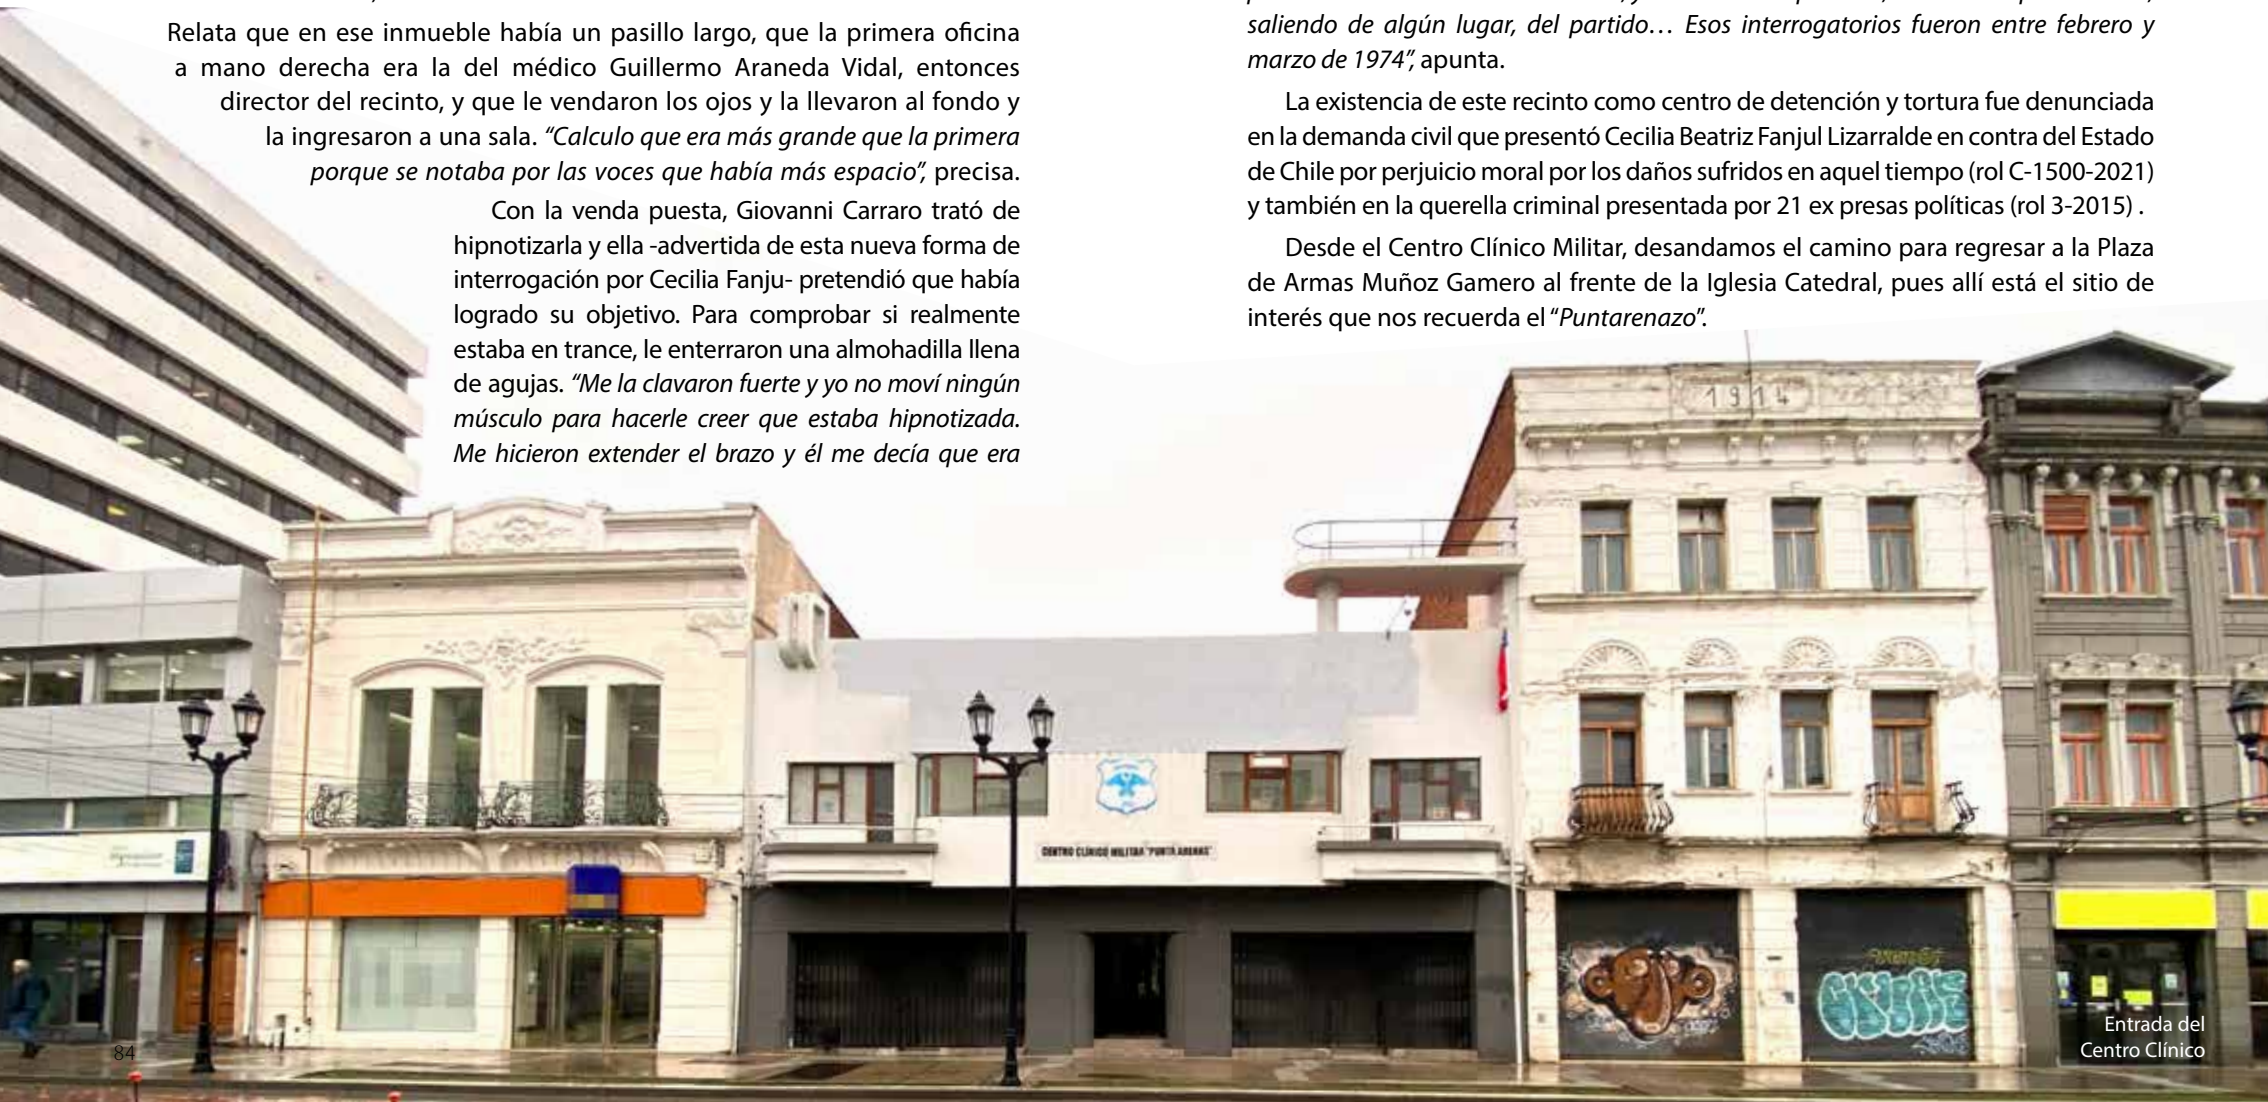 Relata que en ese inmueble había un pasillo largo, que la primera oficina
a mano derecha era la del médico Guillermo Araneda Vidal, entonces
director del recinto, y que le vendaron los ojos y la llevaron al fondo y
la ingresaron a una sala. “Calculo que era más grande que la primera
porque se notaba por las voces que había más espacio”, precisa.
Con la venda puesta, Giovanni Carraro trató de
hipnotizarla y ella -advertida de esta nueva forma de
interrogación por Cecilia Fanju- pretendió que había
logrado su objetivo. Para comprobar si realmente
estaba en trance, le enterraron una almohadilla llena
de agujas. “Me la clavaron fuerte y yo no moví ningún
músculo para hacerle creer que estaba hipnotizada.
Me hicieron extender el brazo y él me decía que era
saliendo de algún lugar, del partido… Esos interrogatorios fueron entre febrero y
marzo de 1974”, apunta.
La existencia de este recinto como centro de detención y tortura fue denunciada
en la demanda civil que presentó Cecilia Beatriz Fanjul Lizarralde en contra del Estado
de Chile por perjuicio moral por los daños sufridos en aquel tiempo (rol C-1500-2021)
y también en la querella criminal presentada por 21 ex presas políticas (rol 3-2015) .
Desde el Centro Clínico Militar, desandamos el camino para regresar a la Plaza
de Armas Muñoz Gamero al frente de la Iglesia Catedral, pues allí está el sitio de
interés que nos recuerda el “Puntarenazo”.
1914
CENTRO CLÍNICO MILITAR "PUNTA ARENAS"
Entrada del
Centro Clínico
84